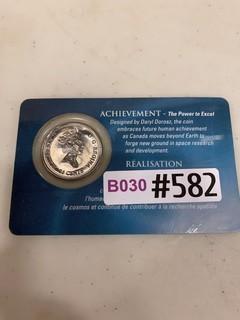 ACHIEVEMENT - The Power to Excel
Designed by Daryl Dorosz, the coin
embraces future human achievement
as Canada moves beyond Earth to
forge new ground in space research
and development.
RÉALISATION
B030 #582
l'huma
le cosmos et continue de contribuer à la recherche spatiale